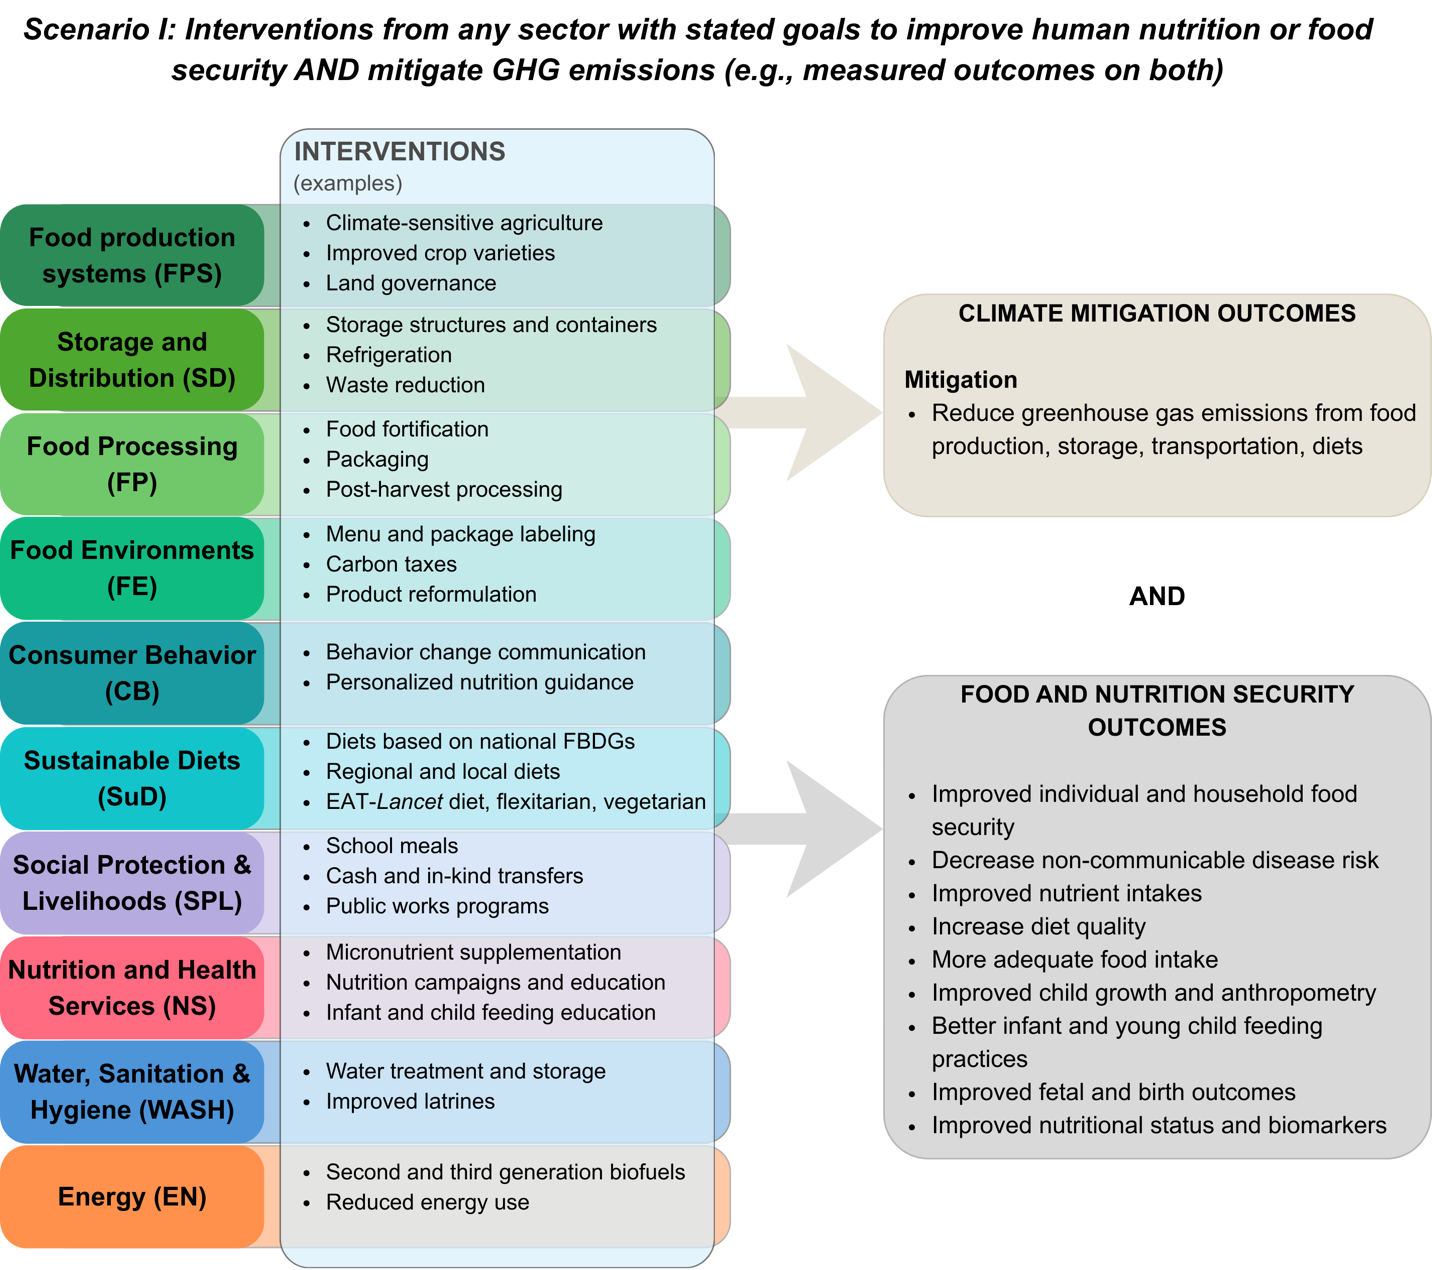 Scenario I: Interventions from any sector with stated goals to improve human nutrition or food
security AND mitigate GHG emissions (e.g., measured outcomes on both)
INTERVENTIONS
(examples)
Food production
systems (FPS)
• Climate-sensitive agriculture
• Improved crop varieties
• Land governance
Storage and
Distribution (SD)
• Storage structures and containers
• Refrigeration
• Waste reduction
Food Processing
(FP)
• Food fortification
• Packaging
• Post-harvest processing
Food Environments
(FE)
• Menu and package labeling
• Carbon taxes
• Product reformulation
Consumer Behavior
(CB)
• Behavior change communication
• Personalized nutrition guidance
Sustainable Diets
(SuD)
• Diets based on national FBDGs
• Regional and local diets
• EAT-Lancet diet, flexitarian, vegetarian
Social Protection &
Livelihoods (SPL)
• School meals
• Cash and in-kind transfers
• Public works programs
Nutrition and Health
Services (NS)
• Micronutrient supplementation
• Nutrition campaigns and education
• Infant and child feeding education
Water, Sanitation &
Hygiene (WASH)
• Water treatment and storage
• Improved latrines
Energy (EN)
• Second and third generation biofuels
• Reduced energy use
CLIMATE MITIGATION OUTCOMES
Mitigation
• Reduce greenhouse gas emissions from food
production, storage, transportation, diets
AND
FOOD AND NUTRITION SECURITY
OUTCOMES
• Improved individual and household food
security
• Decrease non-communicable disease risk
• Improved nutrient intakes
• Increase diet quality
• More adequate food intake
• Improved child growth and anthropometry
• Better infant and young child feeding
practices
• Improved fetal and birth outcomes
• Improved nutritional status and biomarkers